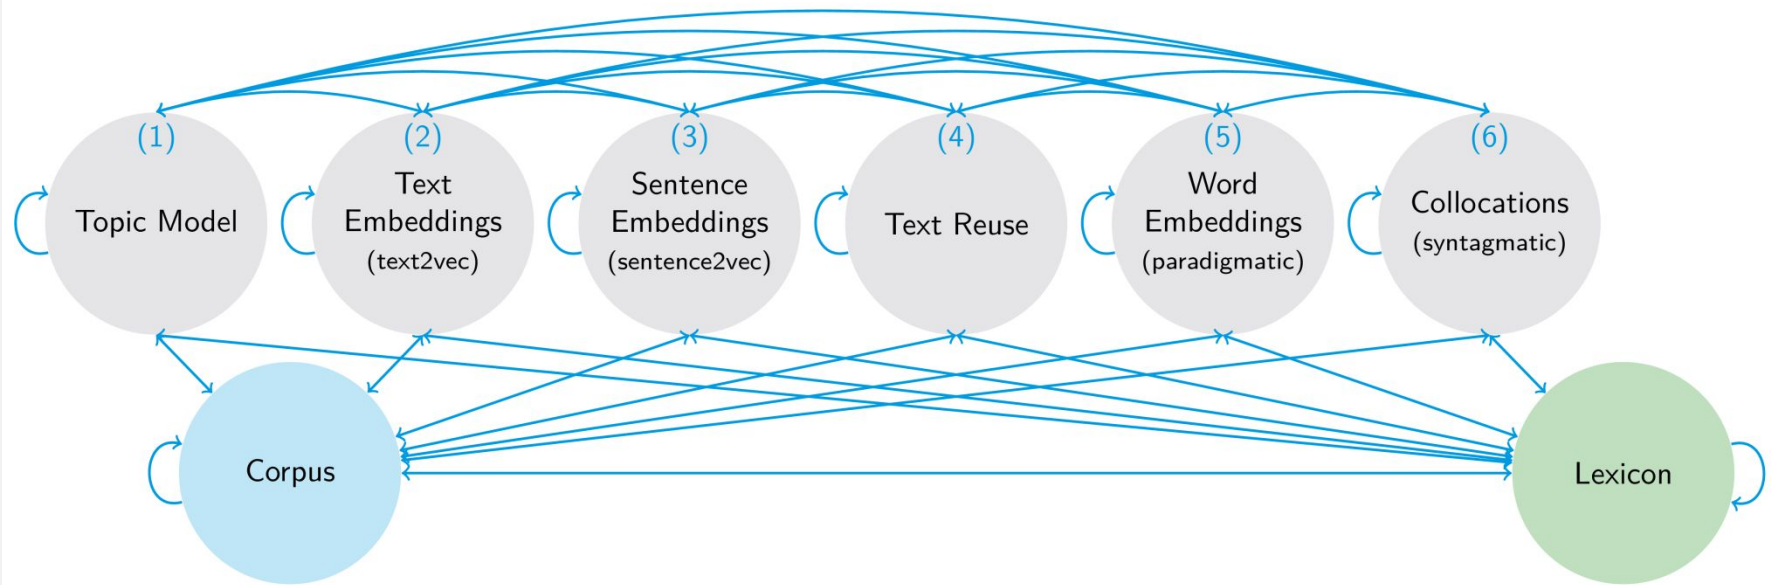 (1)
Topic Model
(2)
Text
Embeddings
(text2vec)
(3)
Sentence
Embeddings
(sentence2vec)
(4)
Text Reuse
(5)
Word
Embeddings
(paradigmatic)
(6)
Collocations
(syntagmatic)
Corpus
Lexicon